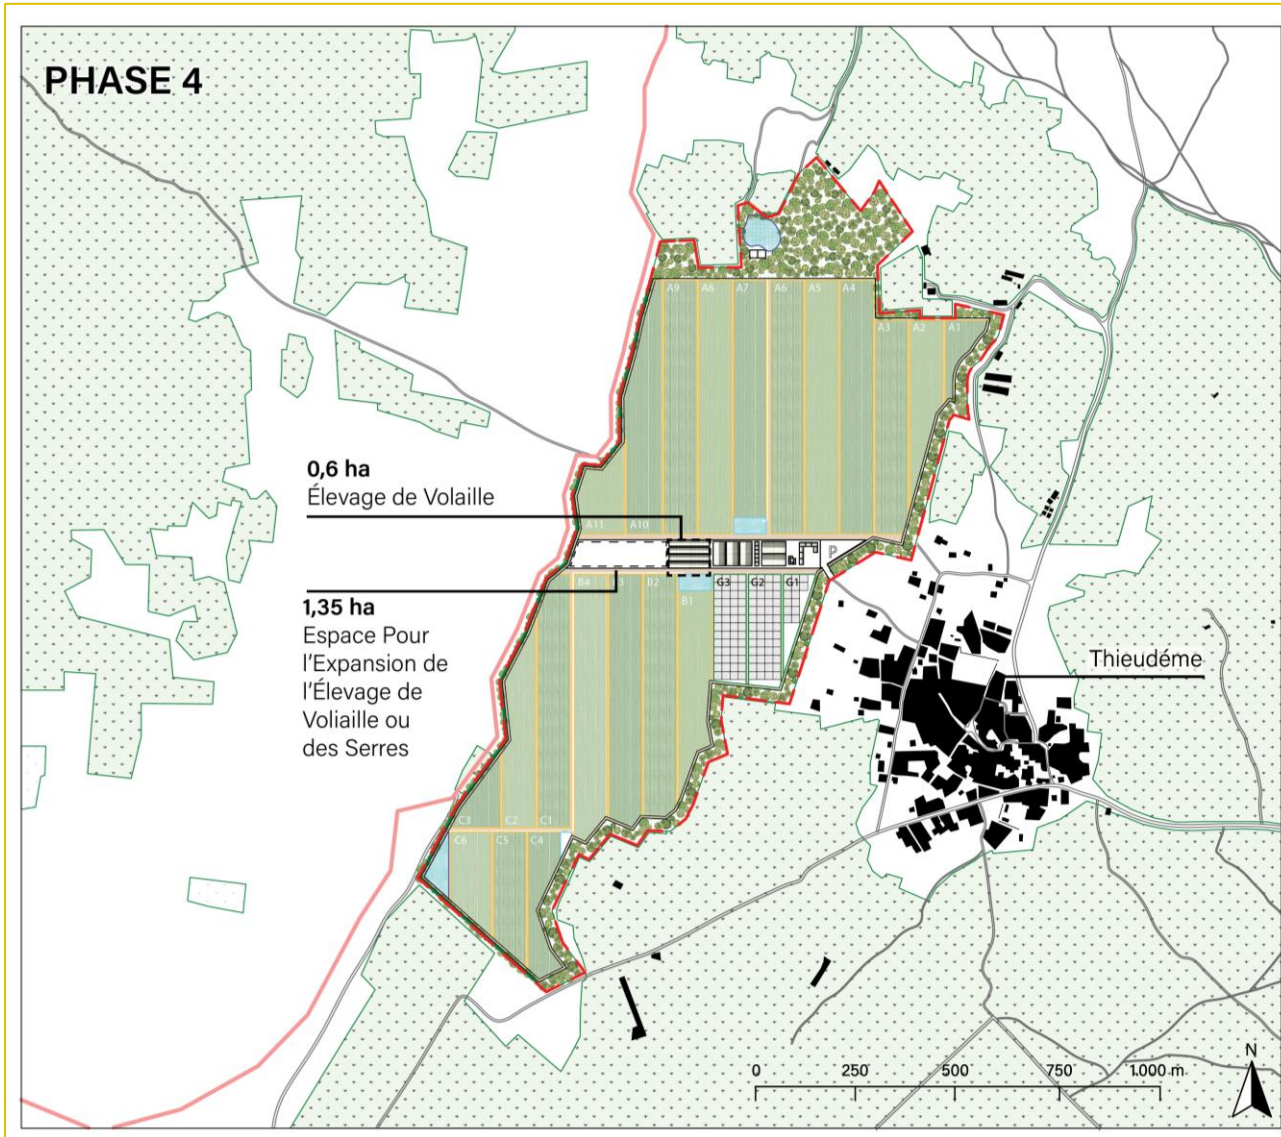 PHASE 4
A9 A8 A7 A6 A5 A4
A3 A2 A1
0,6 ha
Élevage de Volaille
A11 A10
P
1,35 ha
Espace Pour
l'Expansion de
l'Élevage de
Voliaille ou
des Serres
B4 3 B2 B1
G3 G2 G1
Thieudéme
C3 C2 C1
C6 C5 C4
0 250 500 750 1.000 m
N